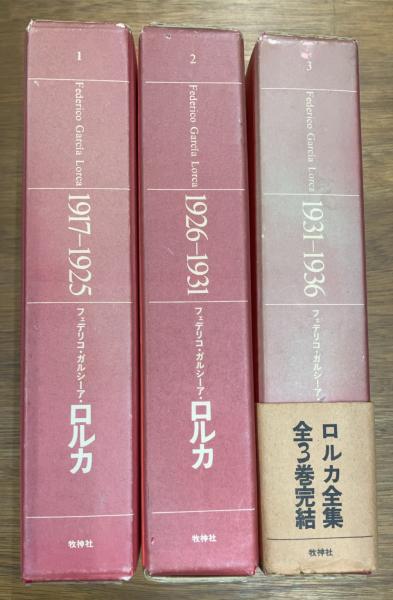 1
Federico García Lorca
1917—1925
フェデリコ・ガルシーア・
ロルカ
牧神社
2
Federico García Lorca
1926—1931
フェデリコ・ガルシーア・
ロルカ
牧神社
3
Federico García Lorca
1931—1936
フェデリコ・ガルシーア・
ロルカ全集
全3巻完結
牧神社